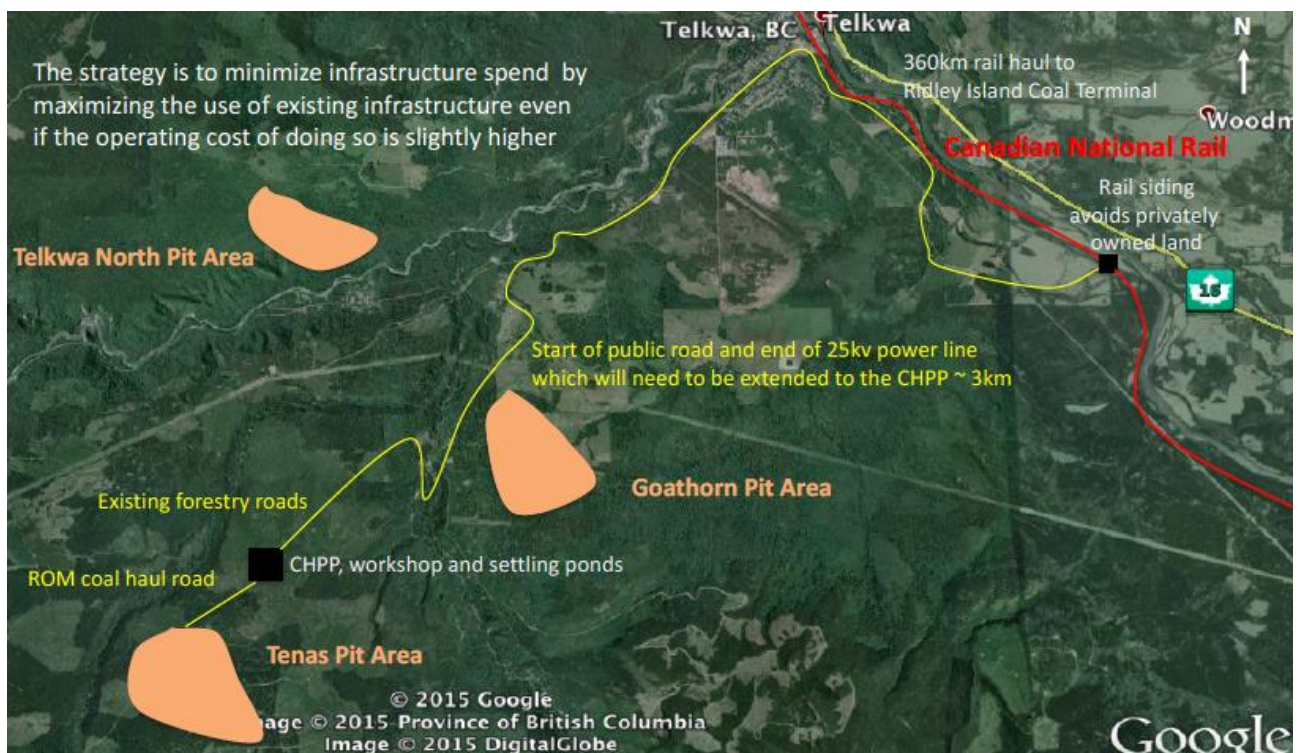 Telkwa, BC
Telkwa
N
The strategy is to minimize infrastructure spend by
maximizing the use of existing infrastructure even
if the operating cost of doing so is slightly higher
360km rail haul to
Ridley Island Coal Terminal
Woodm
Canadian National Rail
Rail siding
avoids privately
owned land
Telkwa North Pit Area
16
Start of public road and end of 25kv power line
which will need to be extended to the CHPP ~ 3km
Goathorn Pit Area
Existing forestry roads
CHPP, workshop and settling ponds
ROM coal haul road
Tenas Pit Area
© 2015 Google
age © 2015 Province of British Columbia
Image © 2015 DigitalGlobe
Google